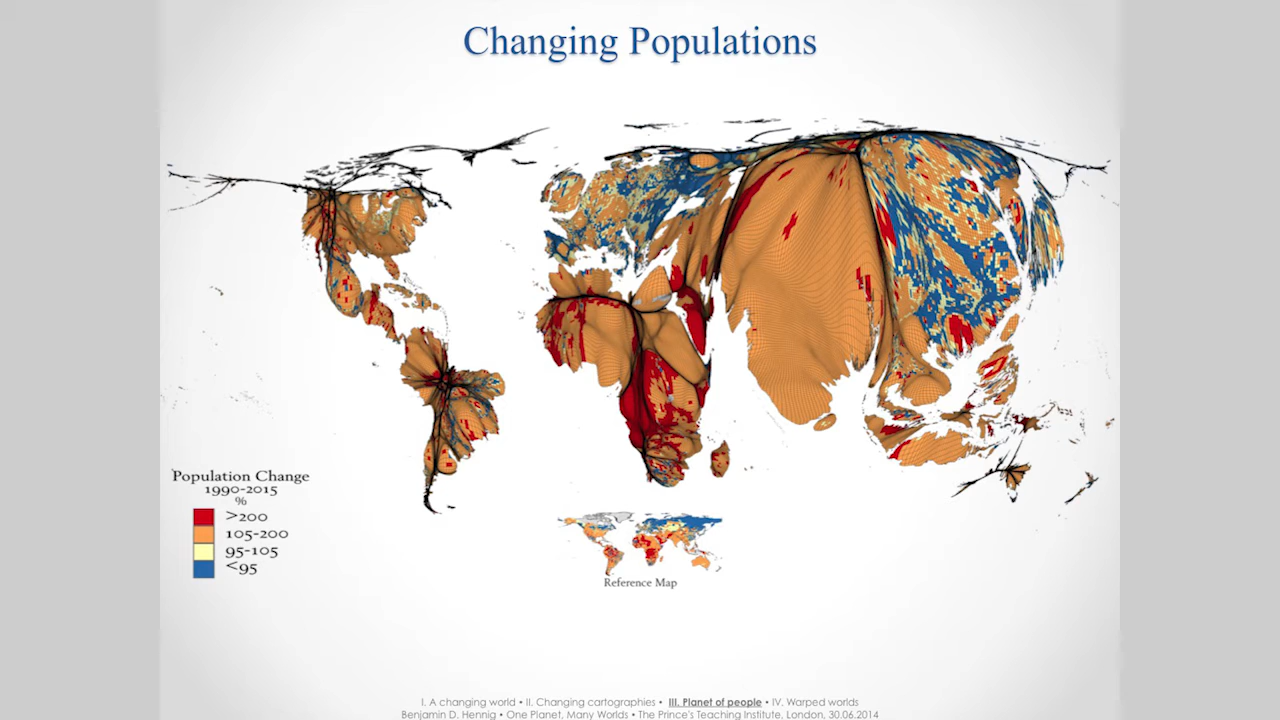 Changing Populations
Population Change
1990-2015
%
>200
105-200
95-105
<95
Reference Map
I. A changing world • II. Changing cartographies • III. Planet of people • IV. Warped worlds
Benjamin D. Hennig • One Planet, Many Worlds • The Prince's Teaching Institute, London, 30.06.2014